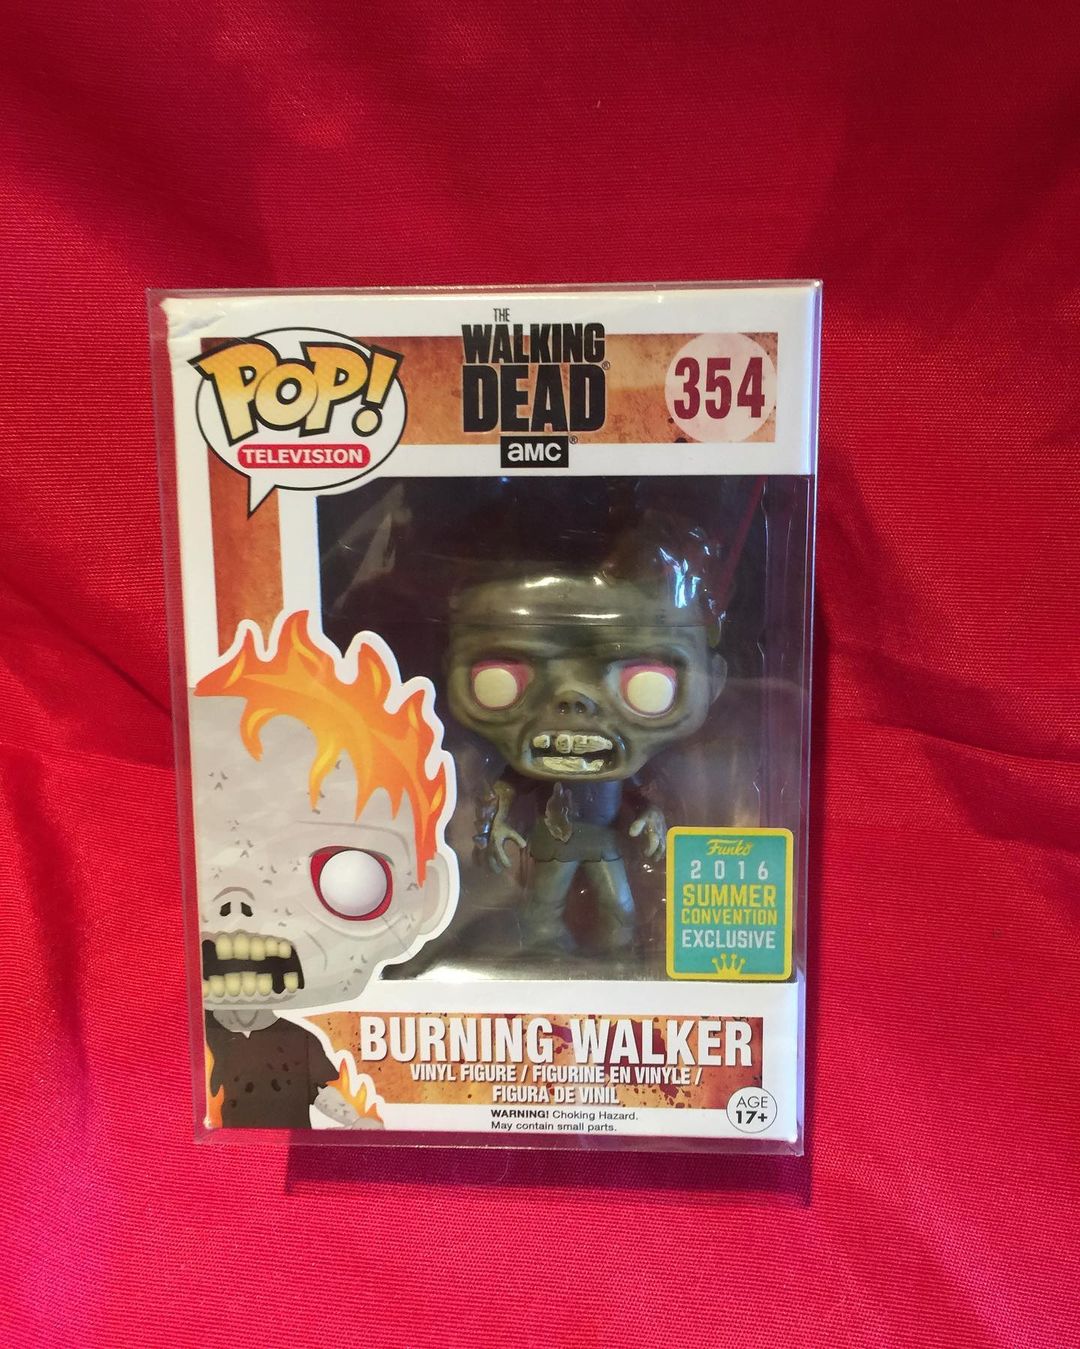 POP!
TELEVISION
THE
WALKING
DEAD®
aMC®
354
Funko
2016
SUMMER
CONVENTION
EXCLUSIVE
BURNING WALKER
VINYL FIGURE / FIGURINE EN VINYLE /
FIGURA DE VINIL
WARNING! Choking Hazard.
May contain small parts.
AGE
17+